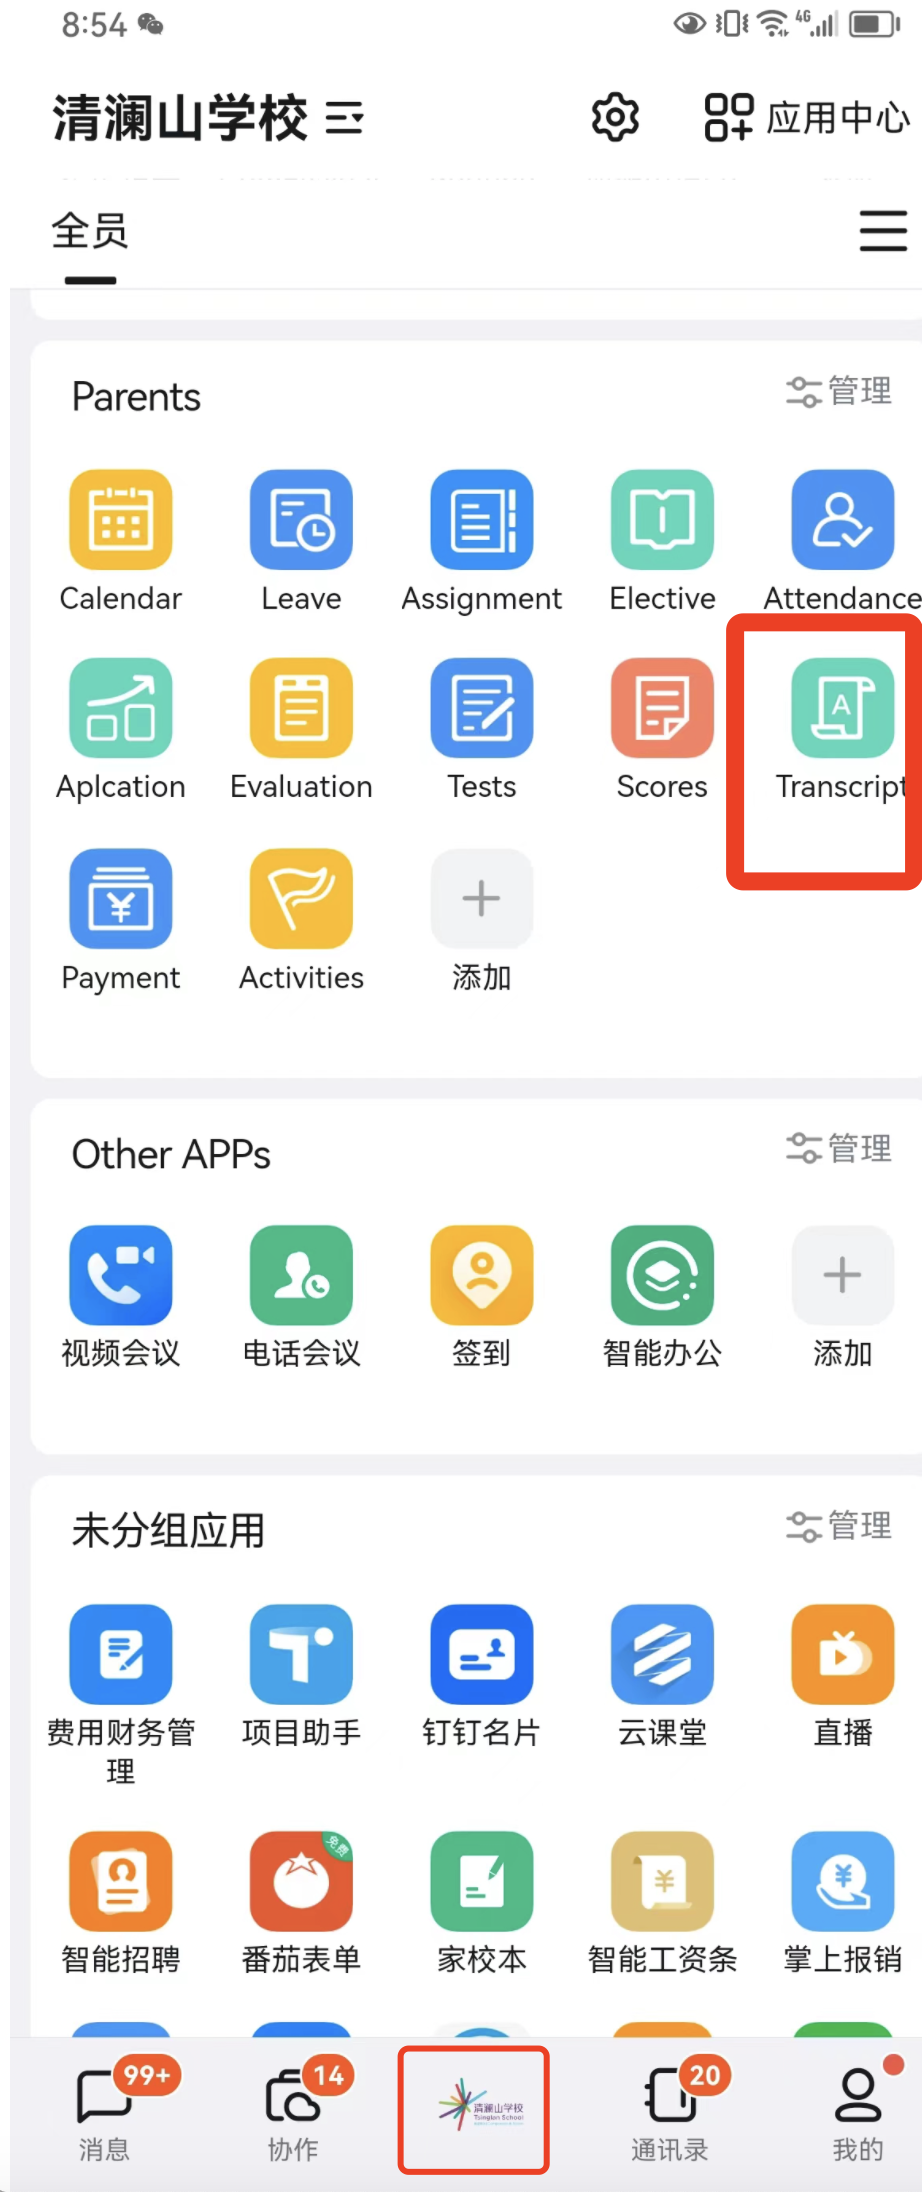 8:54
4G
清澜山学校
应用中心
全员
Parents
管理
Calendar
Leave
Assignment
Elective
Attendance
Aplcation
Evaluation
Tests
A
Scores
Transcript
¥
Payment
Activities
添加
Other APPs
管理
视频会议
电话会议
签到
智能办公
添加
未分组应用
管理
费用财务管
理
项目助手
钉钉名片
云课堂
直播
免费
¥
¥
智能招聘
番茄表单
家校本
智能工资条
掌上报销
99+
14
清澜山学校
Tsinglan School
20
消息
协作
通讯录
我的